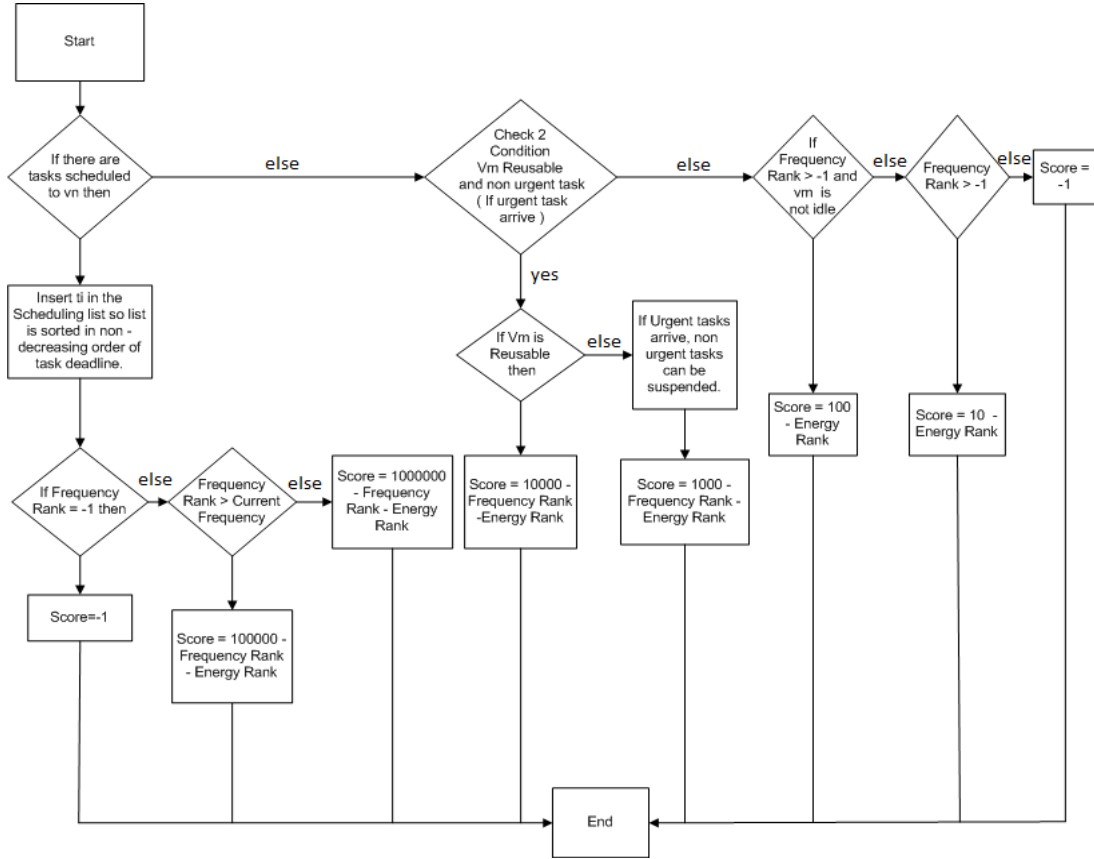 Start
If there are
tasks scheduled
to vn then
else
Check 2
Condition
Vm Reusable
and non urgent task
( If urgent task
arrive )
else
If
Frequency
Rank > -1 and
vm is
not idle
else
Frequency
Rank > -1
else
Score =
-1
Insert ti in the
Scheduling list so list
is sorted in non -
decreasing order of
task deadline.
yes
If Vm is
Reusable
then
else
If Urgent tasks
arrive, non
urgent tasks
can be
suspended.
Score = 100
- Energy
Rank
Score = 10 -
Energy Rank
If Frequency
Rank = -1 then
else
Frequency
Rank > Current
Frequency
else
Score = 1000000
- Frequency
Rank - Energy
Rank
Score = 10000 -
Frequency Rank
-Energy Rank
Score = 1000 -
Frequency Rank -
Energy Rank
Score=-1
Score = 100000 -
Frequency Rank
- Energy Rank
End